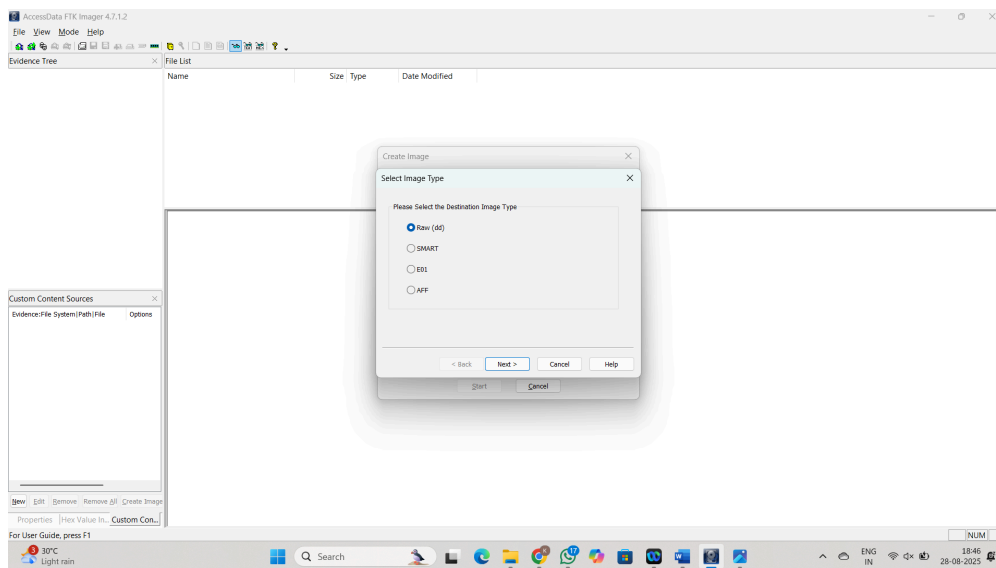 AccessData FTK Imager 4.7.1.2
File View Mode Help
Evidence Tree
File List
Name Size Type Date Modified
Create Image
Select Image Type
Please Select the Destination Image Type
Raw (dd)
SMART
E01
AFF
< Back Next > Cancel Help
Start Cancel
Custom Content Sources
Evidence:File System|Path|File Options
New Edit Remove Remove All Create Image
Properties Hex Value In... Custom Con...
For User Guide, press F1
NUM
3
30°C
Light rain
Search
17
ENG
IN
18:46
28-08-2025